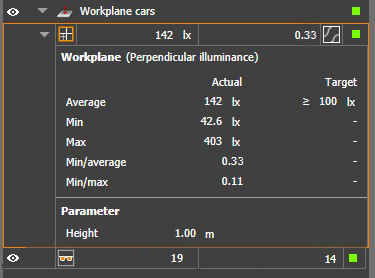 Workplane cars
142 lx 0.33
Workplane (Perpendicular illuminance)
Actual Target
Average 142 lx ≥ 100 lx
Min 42.6 lx -
Max 403 lx -
Min/average 0.33 -
Min/max 0.11 -
Parameter
Height 1.00 m
19 14